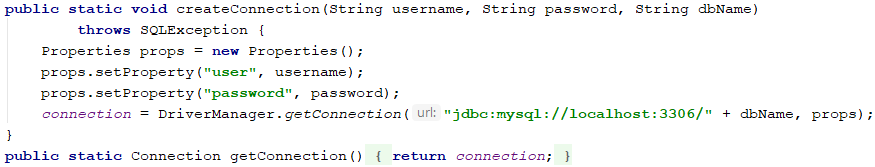 public static void createConnection(String username, String password, String dbName)
        throws SQLException {
    Properties props = new Properties();
    props.setProperty("user", username);
    props.setProperty("password", password);
    connection = DriverManager.getConnection( url: "jdbc:mysql://localhost:3306/" + dbName, props);
}
public static Connection getConnection() { return connection; }